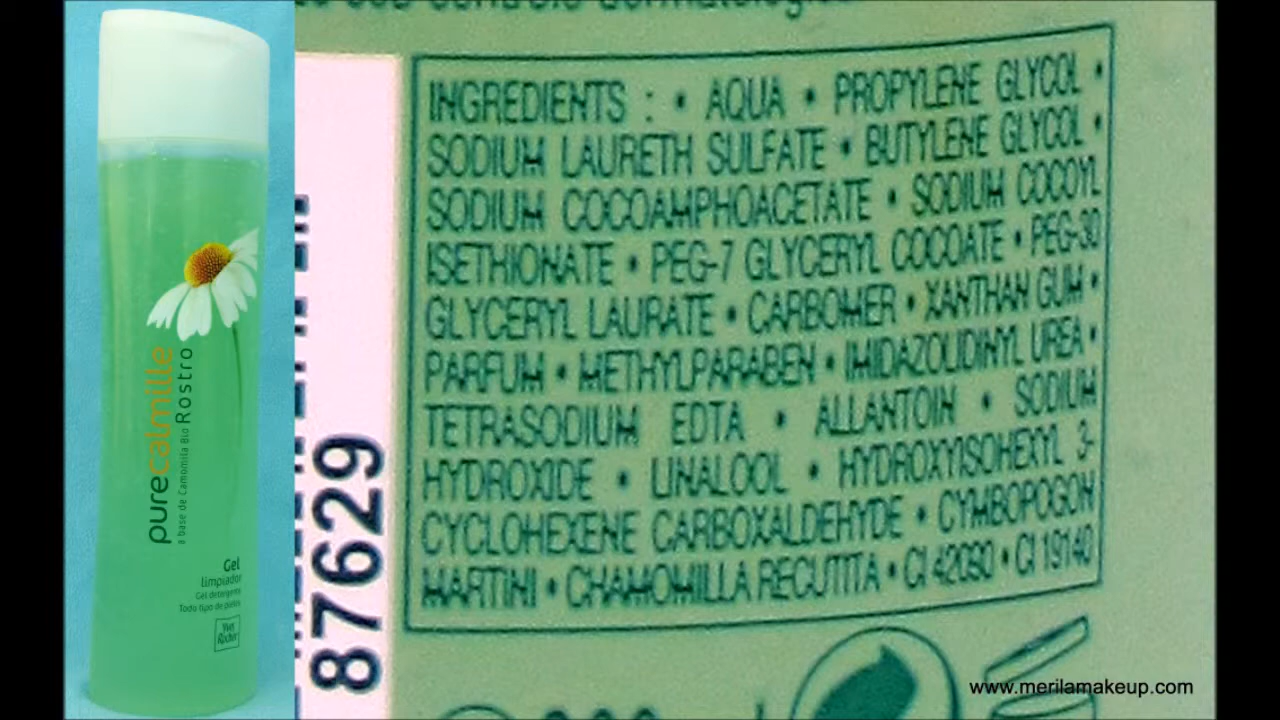 purecalmille
a base de Camomila Bio Rostro
Gel
limpiador
Gel detergente
Todo tipo de pieles
Yves
Rocher
87629
INGREDIENTS : • AQUA • PROPYLENE GLYCOL •
SODIUM LAURETH SULFATE • BUTYLENE GLYCOL •
SODIUM COCOAMPHOACETATE • SODIUM COCOYL
ISETHIONATE • PEG-7 GLYCERYL COCOATE • PEG-30
GLYCERYL LAURATE • CARBOMER • XANTHAN GUM •
PARFUM • METHYLPARABEN • IMIDAZOLIDINYL UREA •
TETRASODIUM EDTA • ALLANTOIN • SODIUM
HYDROXIDE • LINALOOL • HYDROXYISOHEXYL 3-
CYCLOHEXENE CARBOXALDEHYDE • CYMBOPOGON
MARTINI • CHAMOMILLA RECUTITA • CI 42090 • CI 19140
www.merilamakeup.com